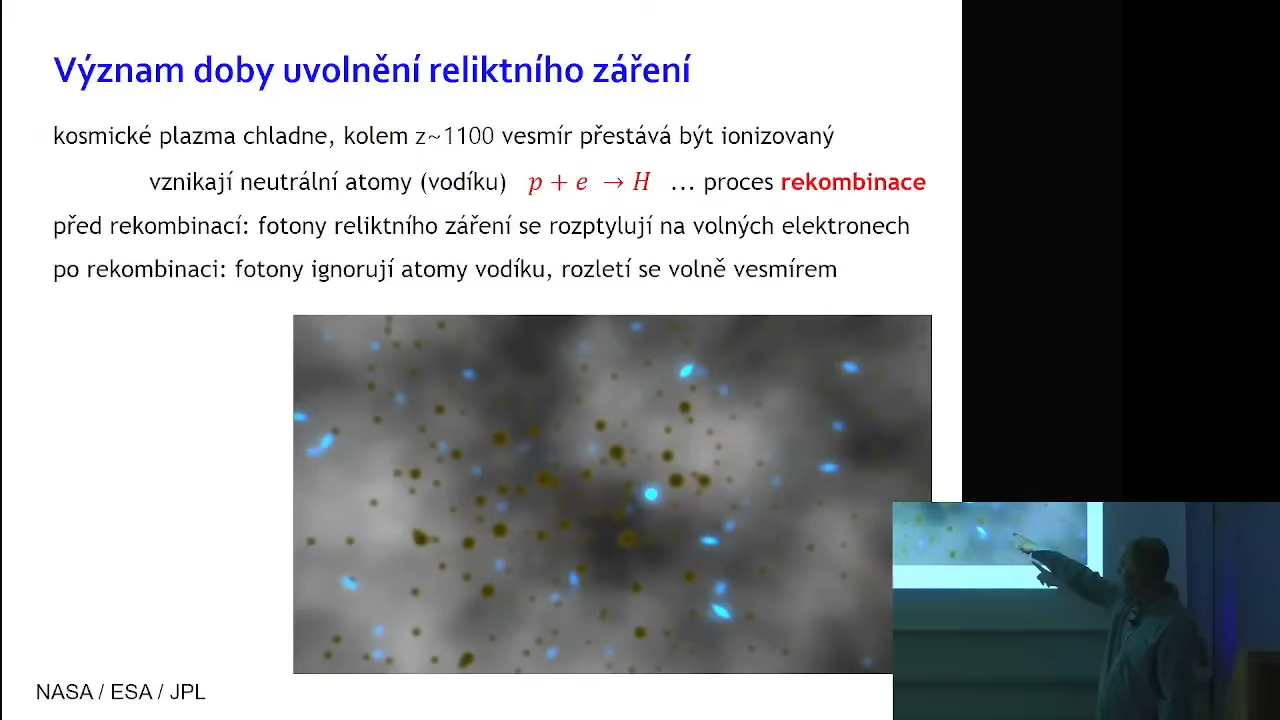 Význam doby uvolnění reliktního záření
kosmické plazma chladne, kolem z~1100 vesmír přestává být ionizovaný
vznikají neutrální atomy (vodíku) p + e → H ... proces rekombinace
před rekombinací: fotony reliktního záření se rozptylují na volných elektronech
po rekombinaci: fotony ignorují atomy vodíku, rozletí se volně vesmírem
NASA / ESA / JPL